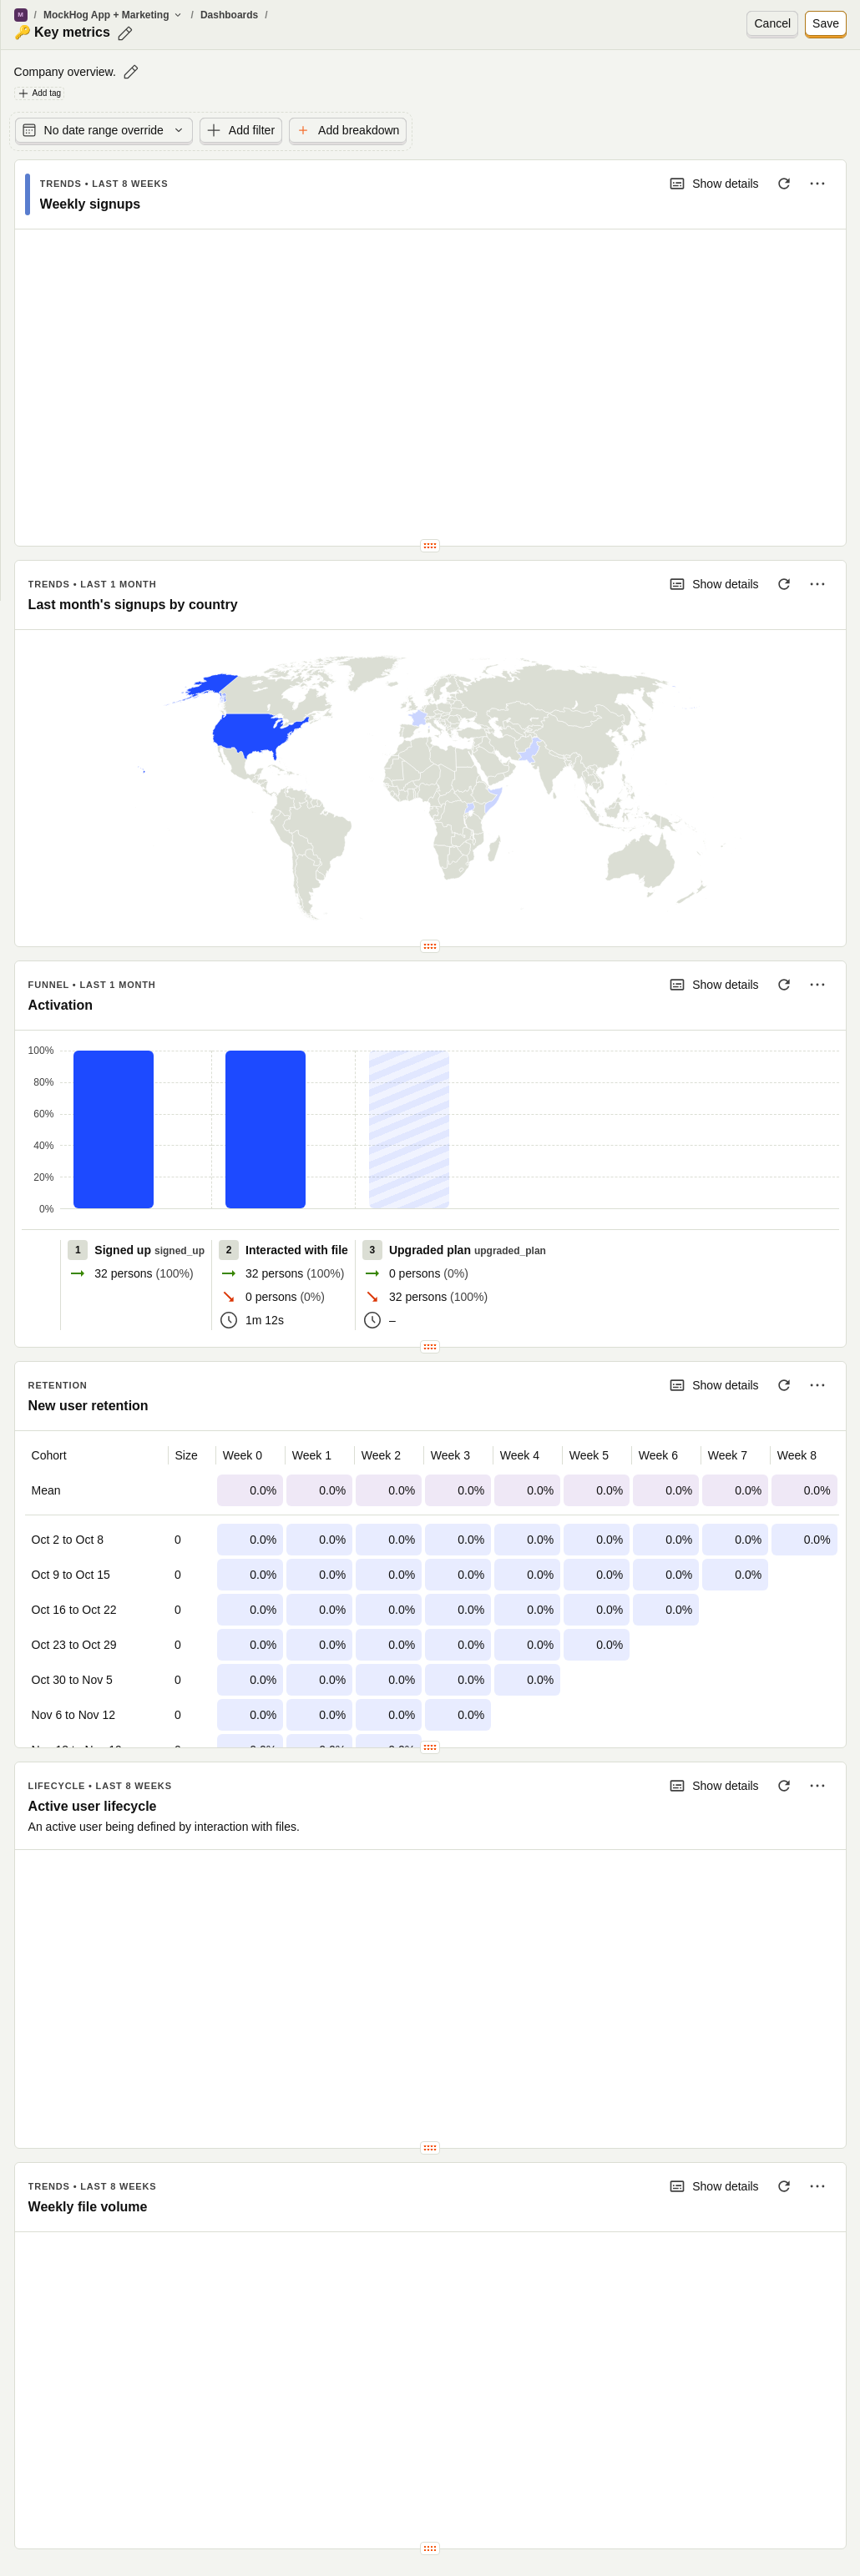 M / MockHog App + Marketing / Dashboards /
🔑 Key metrics
Cancel
Save
Company overview.
Add tag
No date range override
Add filter
Add breakdown
TRENDS • LAST 8 WEEKS
Show details
Weekly signups
TRENDS • LAST 1 MONTH
Show details
Last month's signups by country
FUNNEL • LAST 1 MONTH
Show details
Activation
100%
80%
60%
40%
20%
0%
1 Signed up signed_up
32 persons (100%)
2 Interacted with file
32 persons (100%)
0 persons (0%)
1m 12s
3 Upgraded plan upgraded_plan
0 persons (0%)
32 persons (100%)
–
RETENTION
Show details
New user retention
Cohort Size Week 0 Week 1 Week 2 Week 3 Week 4 Week 5 Week 6 Week 7 Week 8
Mean 0.0% 0.0% 0.0% 0.0% 0.0% 0.0% 0.0% 0.0% 0.0%
Oct 2 to Oct 8 0 0.0% 0.0% 0.0% 0.0% 0.0% 0.0% 0.0% 0.0% 0.0%
Oct 9 to Oct 15 0 0.0% 0.0% 0.0% 0.0% 0.0% 0.0% 0.0% 0.0%
Oct 16 to Oct 22 0 0.0% 0.0% 0.0% 0.0% 0.0% 0.0% 0.0%
Oct 23 to Oct 29 0 0.0% 0.0% 0.0% 0.0% 0.0% 0.0%
Oct 30 to Nov 5 0 0.0% 0.0% 0.0% 0.0% 0.0%
Nov 6 to Nov 12 0 0.0% 0.0% 0.0% 0.0%
LIFECYCLE • LAST 8 WEEKS
Show details
Active user lifecycle
An active user being defined by interaction with files.
TRENDS • LAST 8 WEEKS
Show details
Weekly file volume